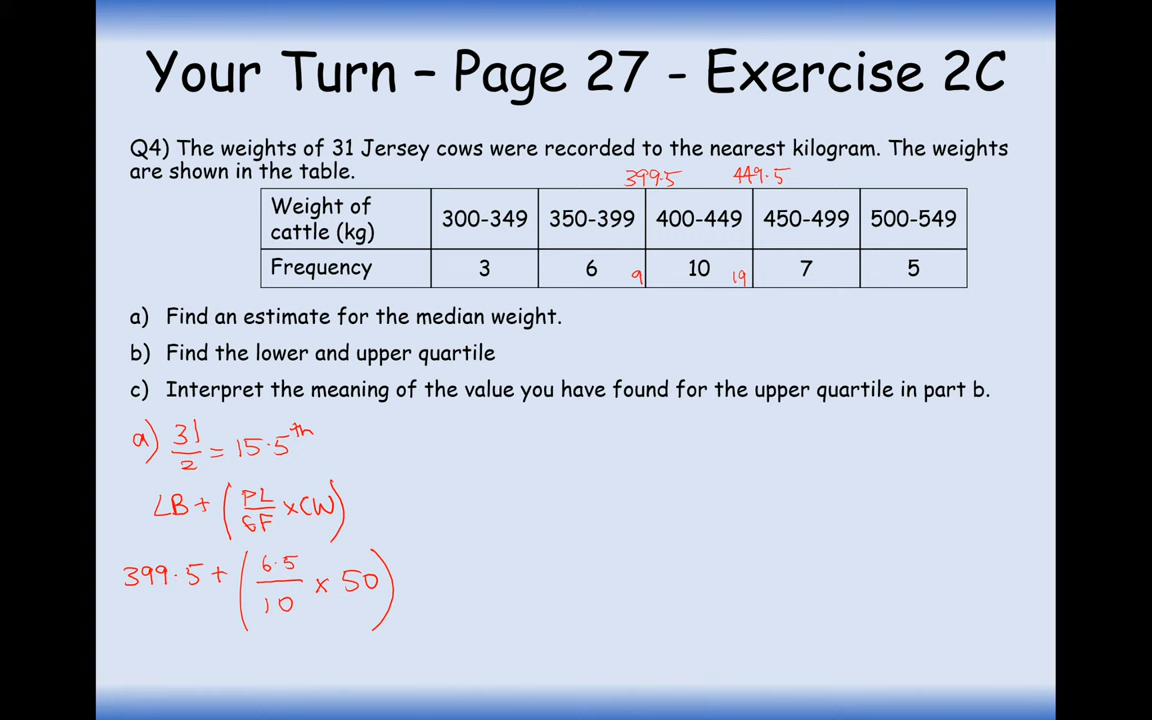 Your Turn – Page 27 - Exercise 2C
Q4) The weights of 31 Jersey cows were recorded to the nearest kilogram. The weights
are shown in the table.
399.5 449.5
Weight of cattle (kg) 300-349 350-399 400-449 450-499 500-549
Frequency 3 6 9 10 19 7 5
a) Find an estimate for the median weight.
b) Find the lower and upper quartile
c) Interpret the meaning of the value you have found for the upper quartile in part b.
a) 31/2 = 15.5th
LB + (PL/GF × CW)
399.5 + (6.5/10 × 50)